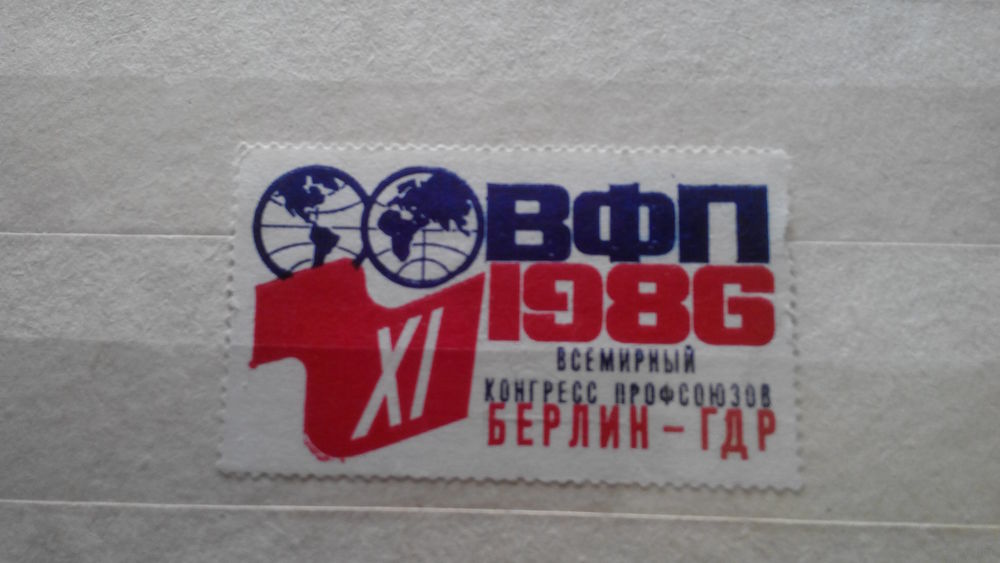 ВФП
1986
XI
ВСЕМИРНЫЙ
КОНГРЕСС ПРОФСОЮЗОВ
БЕРЛИН – ГДР